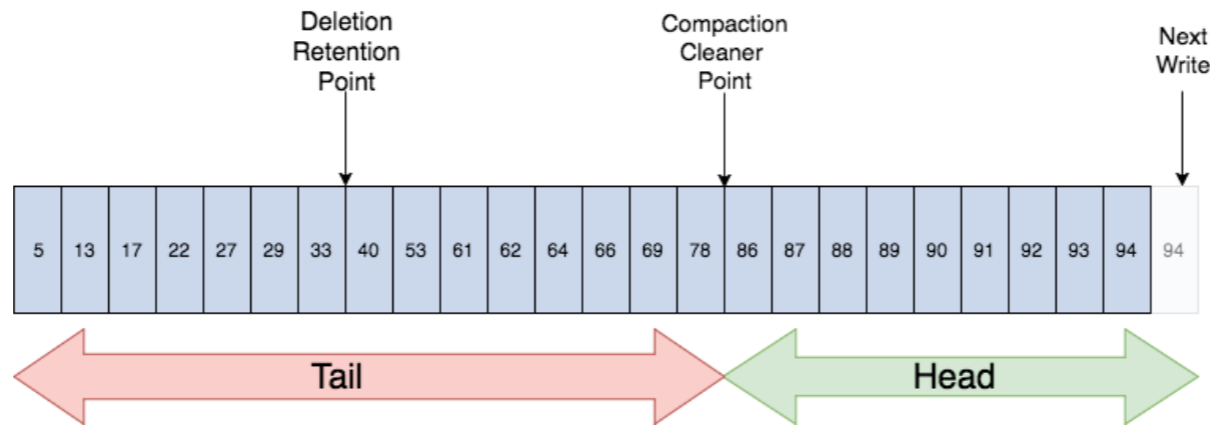 Deletion
Retention
Point
Compaction
Cleaner
Point
Next
Write
5 13 17 22 27 29 33 40 53 61 62 64 66 69 78 86 87 88 89 90 91 92 93 94 94
Tail Head